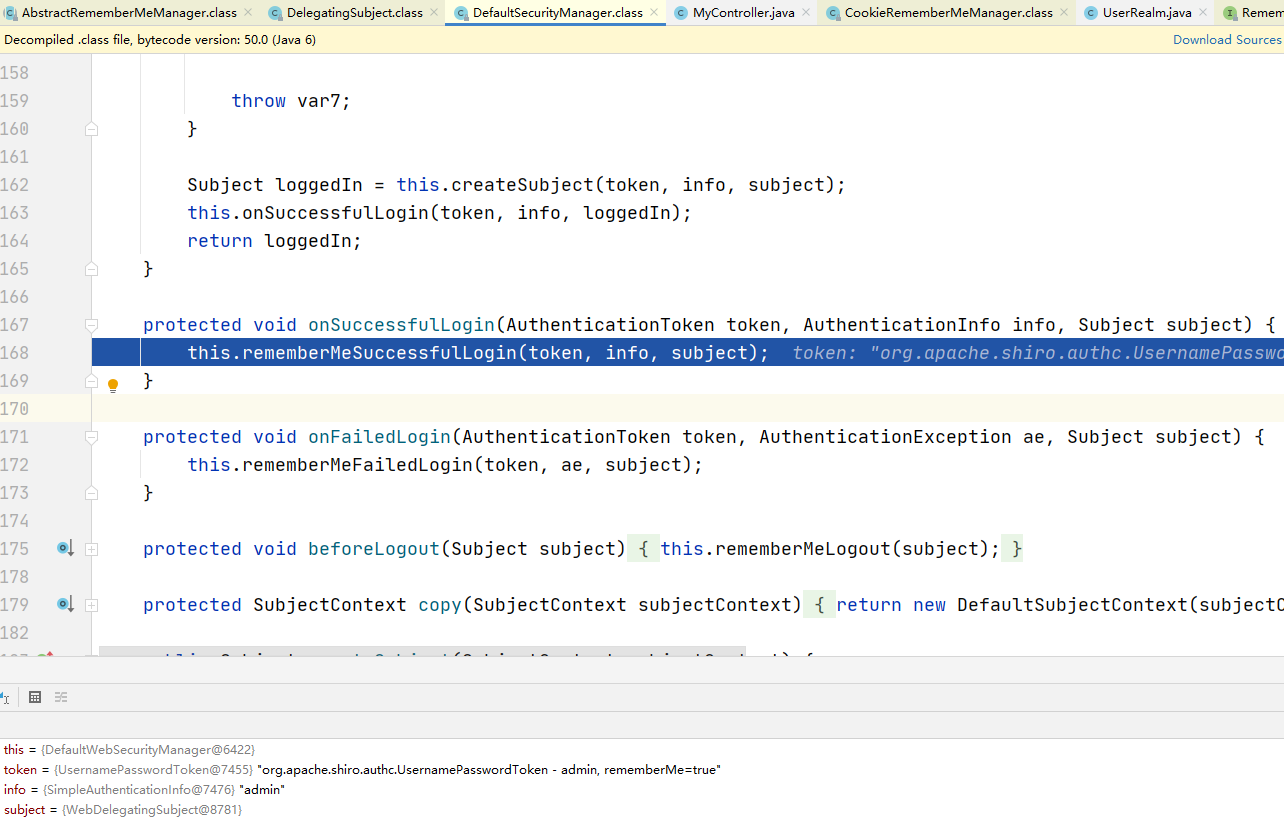 AbstractRememberMeManager.class DelegatingSubject.class DefaultSecurityManager.class MyController.java CookieRememberMeManager.class UserRealm.java Remem
Decompiled .class file, bytecode version: 50.0 (Java 6) Download Sources
158
159 throw var7;
160 }
161
162 Subject loggedIn = this.createSubject(token, info, subject);
163 this.onSuccessfulLogin(token, info, loggedIn);
164 return loggedIn;
165 }
166
167 protected void onSuccessfulLogin(AuthenticationToken token, AuthenticationInfo info, Subject subject) {
168 this.rememberMeSuccessfulLogin(token, info, subject); token: "org.apache.shiro.authc.UsernamePassw
169 }
170
171 protected void onFailedLogin(AuthenticationToken token, AuthenticationException ae, Subject subject) {
172 this.rememberMeFailedLogin(token, ae, subject);
173 }
174
175 protected void beforeLogout(Subject subject) { this.rememberMeLogout(subject); }
178
179 protected SubjectContext copy(SubjectContext subjectContext) { return new DefaultSubjectContext(subjectC
182
this = {DefaultWebSecurityManager@6422}
token = {UsernamePasswordToken@7455} "org.apache.shiro.authc.UsernamePasswordToken - admin, rememberMe=true"
info = {SimpleAuthenticationInfo@7476} "admin"
subject = {WebDelegatingSubject@8781}